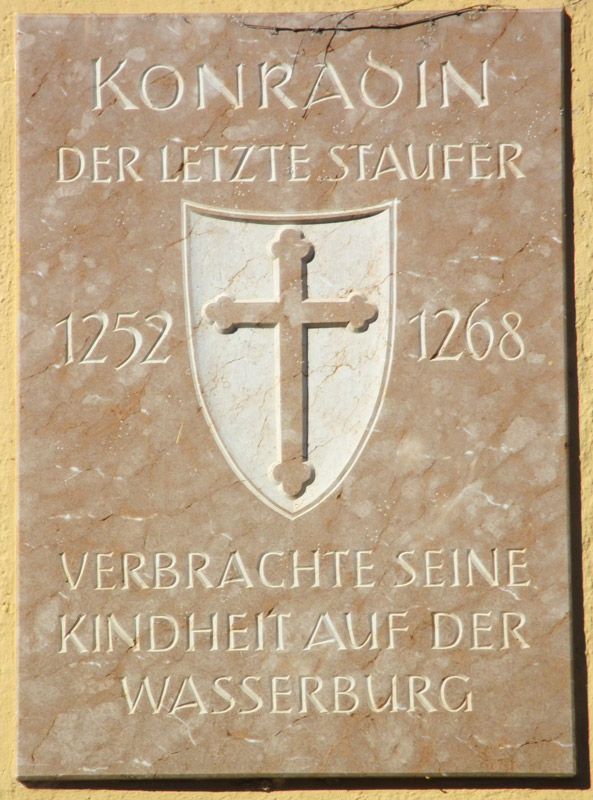 KONRADIN
DER LETZTE STAUFER
1252 1268
VERBRACHTE SEINE
KINDHEIT AUF DER
WASSERBURG